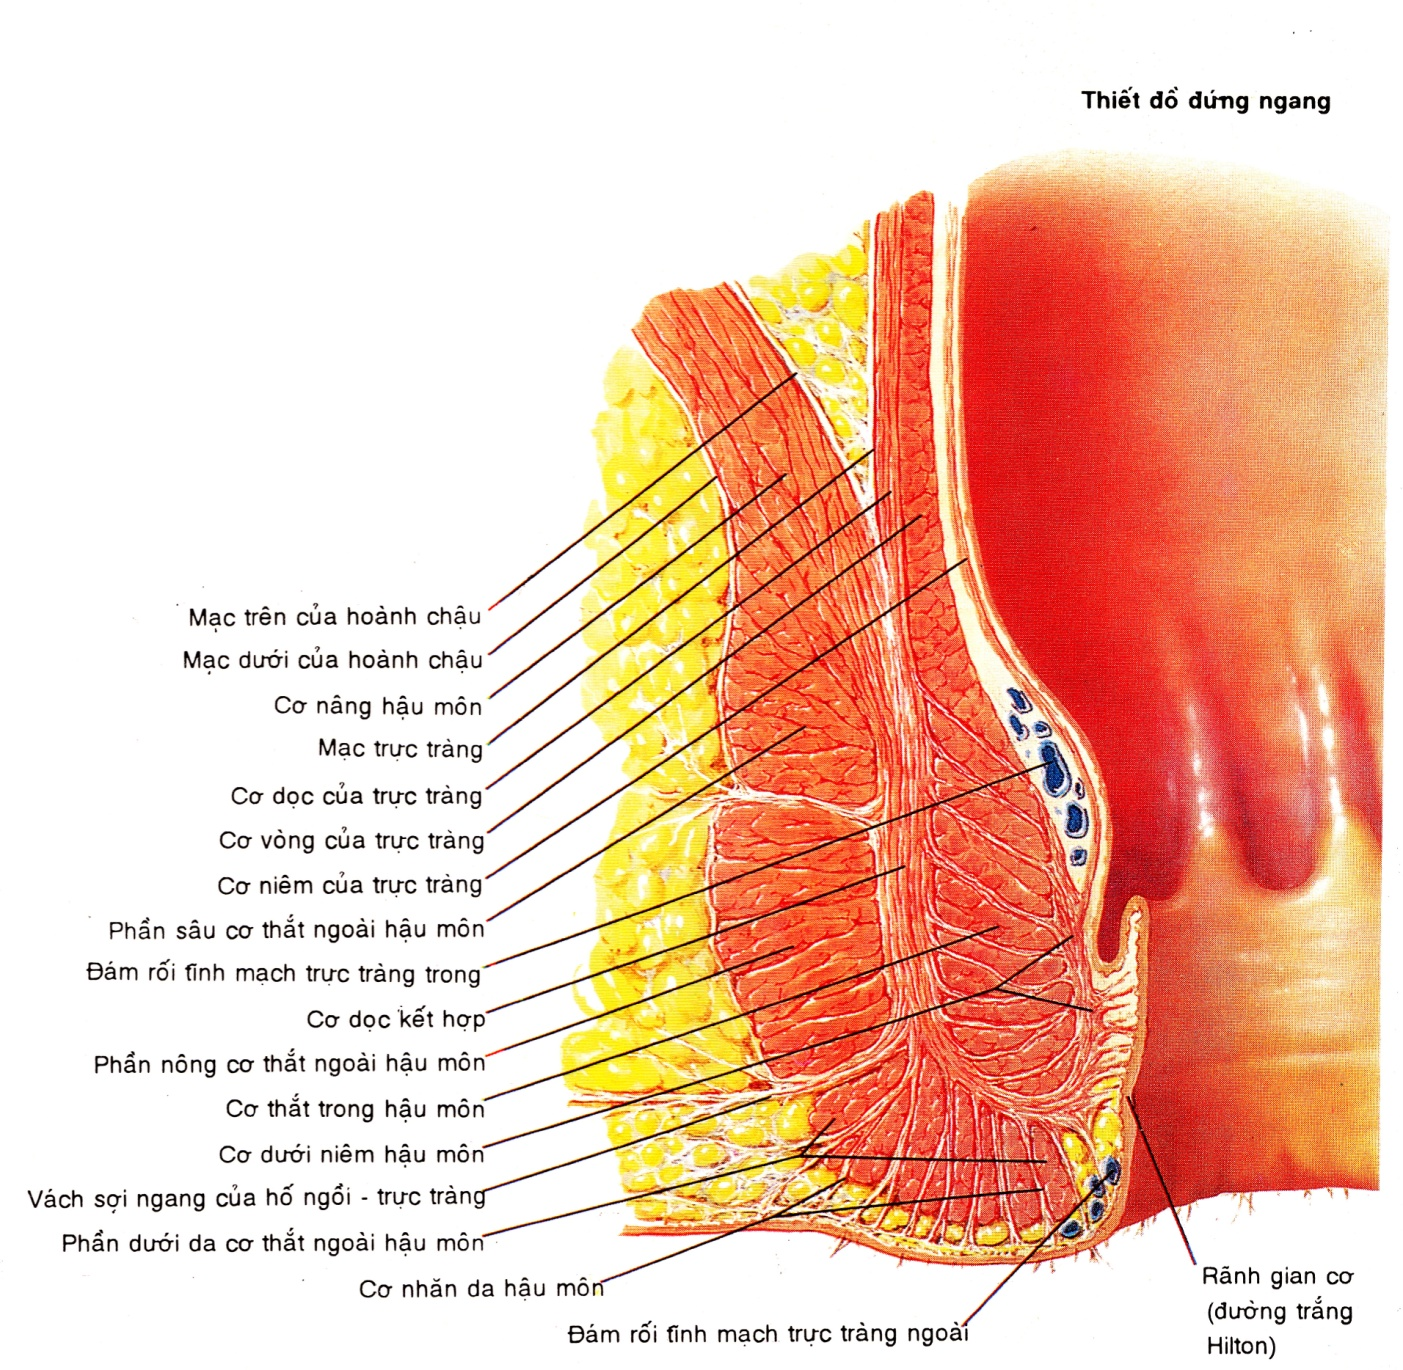 Thiết đồ đứng ngang
Mạc trên của hoành chậu
Mạc dưới của hoành chậu
Cơ nâng hậu môn
Mạc trực tràng
Cơ dọc của trực tràng
Cơ vòng của trực tràng
Cơ niêm của trực tràng
Phần sâu cơ thắt ngoài hậu môn
Đám rối tĩnh mạch trực tràng trong
Cơ dọc kết hợp
Phần nông cơ thắt ngoài hậu môn
Cơ thắt trong hậu môn
Cơ dưới niêm hậu môn
Vách sợi ngang của hố ngồi - trực tràng
Phần dưới da cơ thắt ngoài hậu môn
Cơ nhăn da hậu môn
Đám rối tĩnh mạch trực tràng ngoài
Rãnh gian cơ
(đường trắng
Hilton)